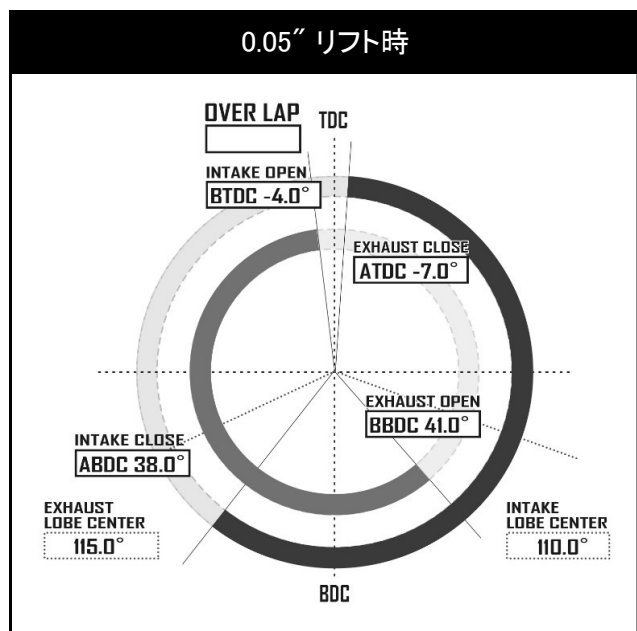 0.05″ リフト時
OVER LAP
TDC
INTAKE OPEN
BTDC -4.0°
EXHAUST CLOSE
ATDC -7.0°
EXHAUST OPEN
BBDC 41.0°
INTAKE CLOSE
ABDC 38.0°
EXHAUST
LOBE CENTER
115.0°
INTAKE
LOBE CENTER
110.0°
BDC